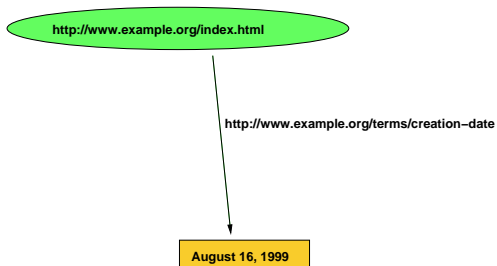 http://www.example.org/index.html
http://www.example.org/terms/creation−date
August 16, 1999